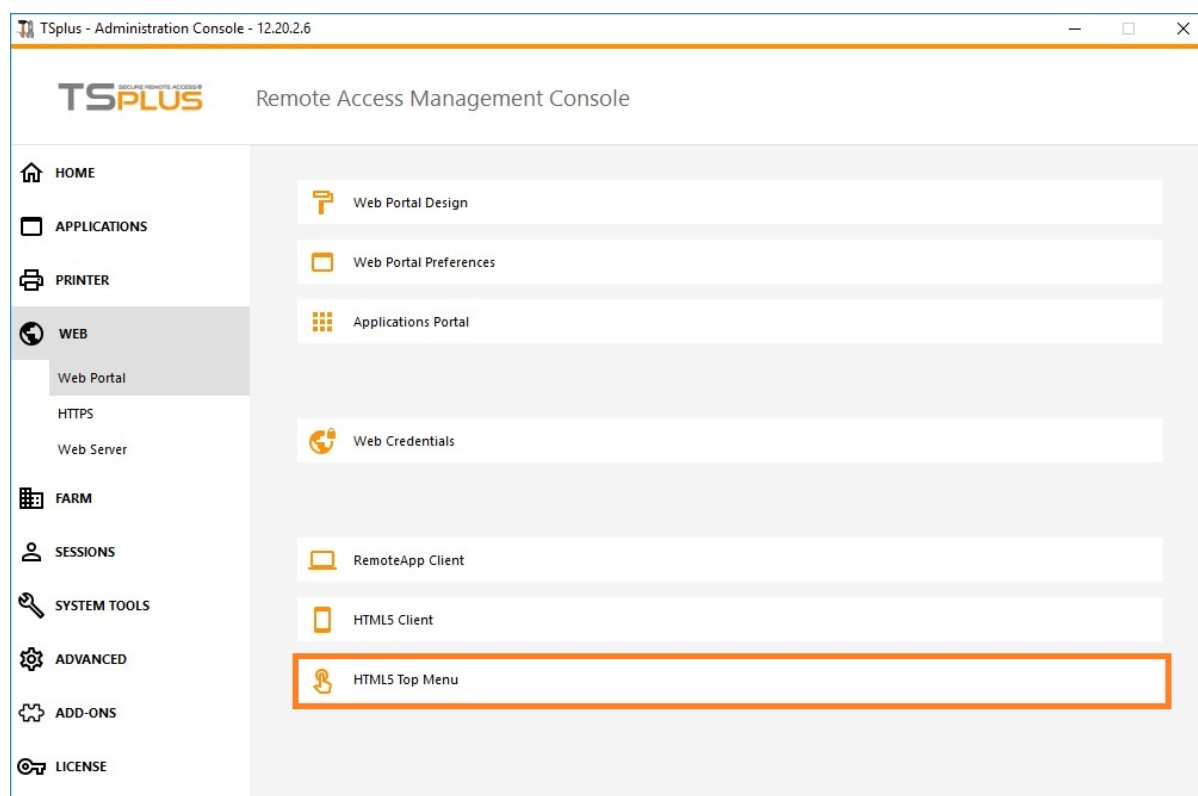 TSplus - Administration Console - 12.20.2.6
SECURE REMOTE ACCESS®
TSPLUS
Remote Access Management Console
HOME
APPLICATIONS
PRINTER
WEB
Web Portal
HTTPS
Web Server
FARM
SESSIONS
SYSTEM TOOLS
ADVANCED
ADD-ONS
LICENSE
Web Portal Design
Web Portal Preferences
Applications Portal
Web Credentials
RemoteApp Client
HTML5 Client
HTML5 Top Menu